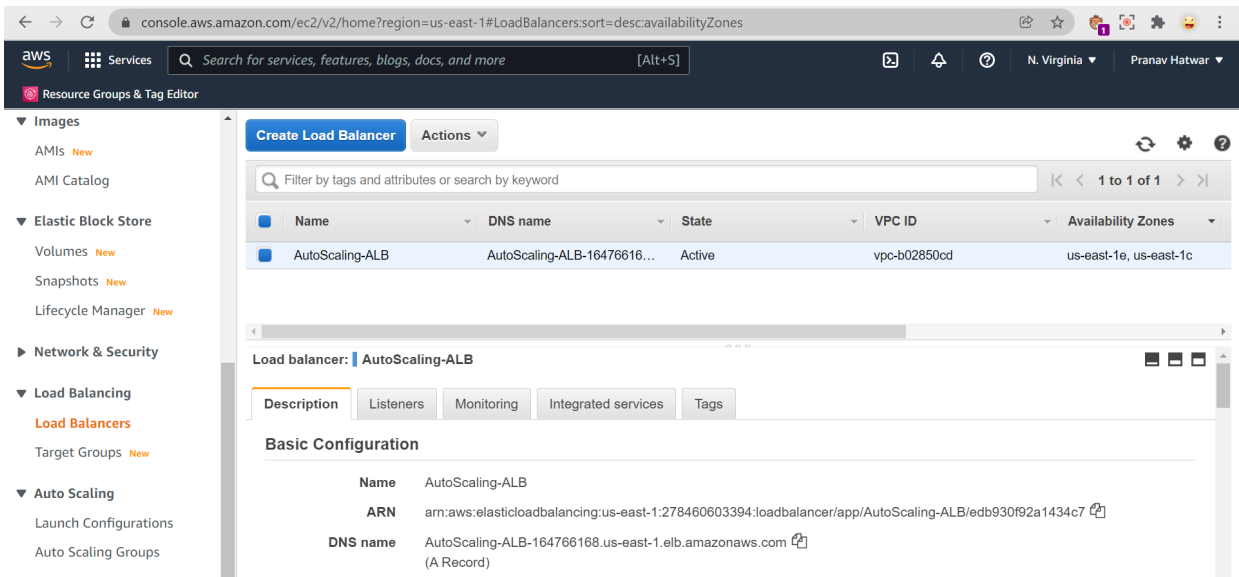 console.aws.amazon.com/ec2/v2/home?region=us-east-1#LoadBalancers:sort=desc:availabilityZones
1
aws Services Search for services, features, blogs, docs, and more [Alt+S] N. Virginia ▼ Pranav Hatwar ▼
Resource Groups & Tag Editor
Images
AMIs New
AMI Catalog
Elastic Block Store
Volumes New
Snapshots New
Lifecycle Manager New
Network & Security
Load Balancing
Load Balancers
Target Groups New
Auto Scaling
Launch Configurations
Auto Scaling Groups
Create Load Balancer Actions
Filter by tags and attributes or search by keyword 1 to 1 of 1
Name DNS name State VPC ID Availability Zones
AutoScaling-ALB AutoScaling-ALB-16476616... Active vpc-b02850cd us-east-1e, us-east-1c
Load balancer: AutoScaling-ALB
Description Listeners Monitoring Integrated services Tags
Basic Configuration
Name AutoScaling-ALB
ARN arn:aws:elasticloadbalancing:us-east-1:278460603394:loadbalancer/app/AutoScaling-ALB/edb930f92a1434c7
DNS name AutoScaling-ALB-164766168.us-east-1.elb.amazonaws.com
(A Record)